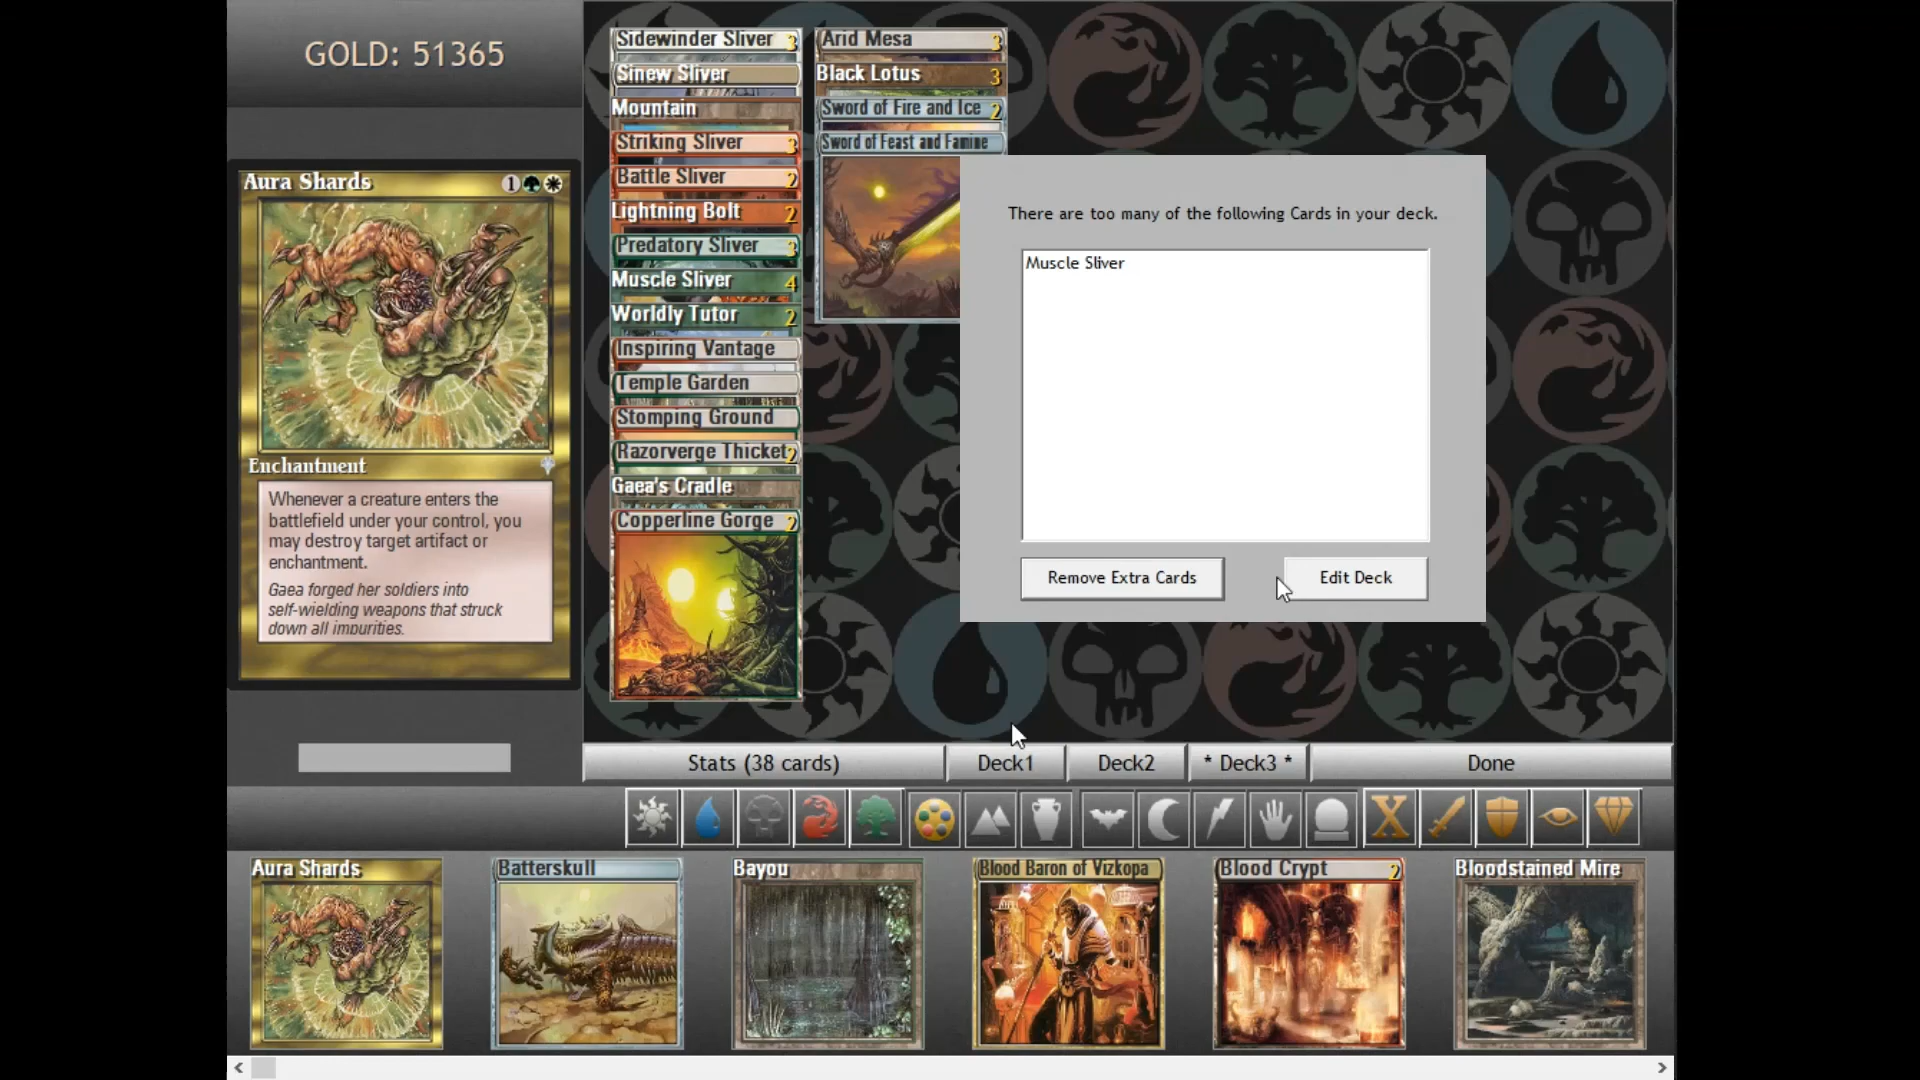 GOLD: 51365
Aura Shards 1
Enchantment
Whenever a creature enters the
battlefield under your control, you
may destroy target artifact or
enchantment.
Gaea forged her soldiers into
self-wielding weapons that struck
down all impurities.
Sidewinder Sliver 3
Sinew Sliver
Mountain
Striking Sliver 3
Battle Sliver 2
Lightning Bolt 2
Predatory Sliver 3
Muscle Sliver 4
Worldly Tutor 2
Inspiring Vantage
Temple Garden
Stomping Ground
Razorverge Thicket 2
Gaea's Cradle
Copperline Gorge 2
Arid Mesa 3
Black Lotus 3
Sword of Fire and Ice 2
Sword of Feast and Famine
There are too many of the following Cards in your deck.
Muscle Sliver
Remove Extra Cards
Edit Deck
Stats (38 cards)
Deck1
Deck2
* Deck3 *
Done
X
Aura Shards
Batterskull
Bayou
Blood Baron of Vizkopa
Blood Crypt 2
Bloodstained Mire